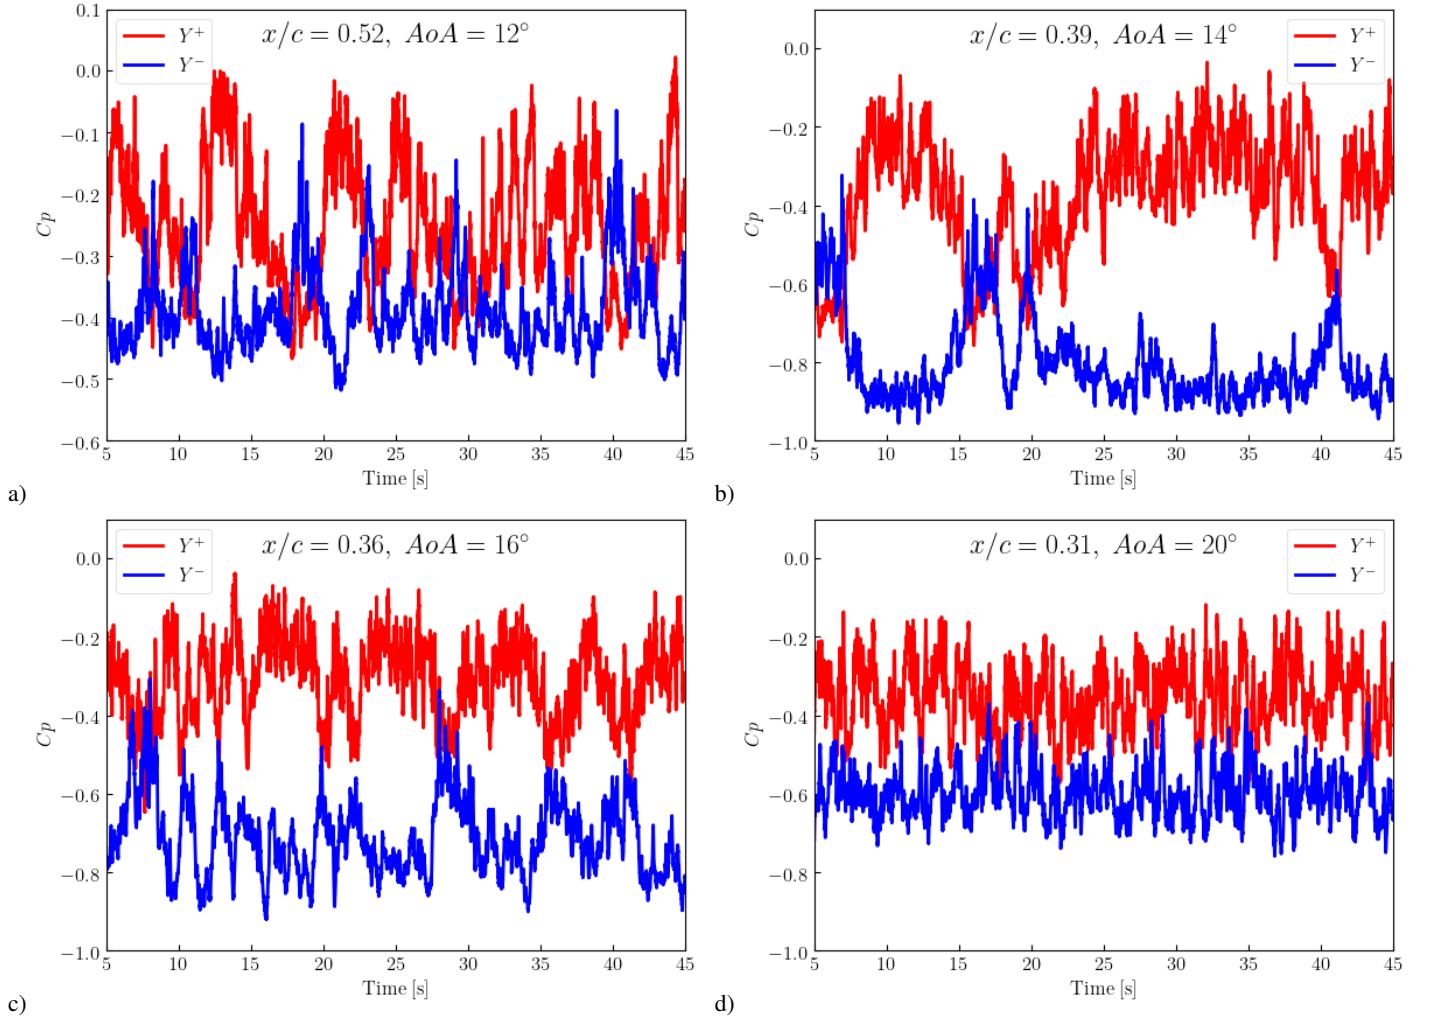 x/c = 0.52, AoA = 12°
Y⁺
Y⁻
0.1
0.0
−0.1
−0.2
−0.3
−0.4
−0.5
−0.6
Cp
5 10 15 20 25 30 35 40 45
Time [s]
a)
x/c = 0.39, AoA = 14°
Y⁺
Y⁻
0.0
−0.2
−0.4
−0.6
−0.8
−1.0
Cp
5 10 15 20 25 30 35 40 45
Time [s]
b)
x/c = 0.36, AoA = 16°
Y⁺
Y⁻
0.0
−0.2
−0.4
−0.6
−0.8
−1.0
Cp
5 10 15 20 25 30 35 40 45
Time [s]
c)
x/c = 0.31, AoA = 20°
Y⁺
Y⁻
0.0
−0.2
−0.4
−0.6
−0.8
−1.0
Cp
5 10 15 20 25 30 35 40 45
Time [s]
d)